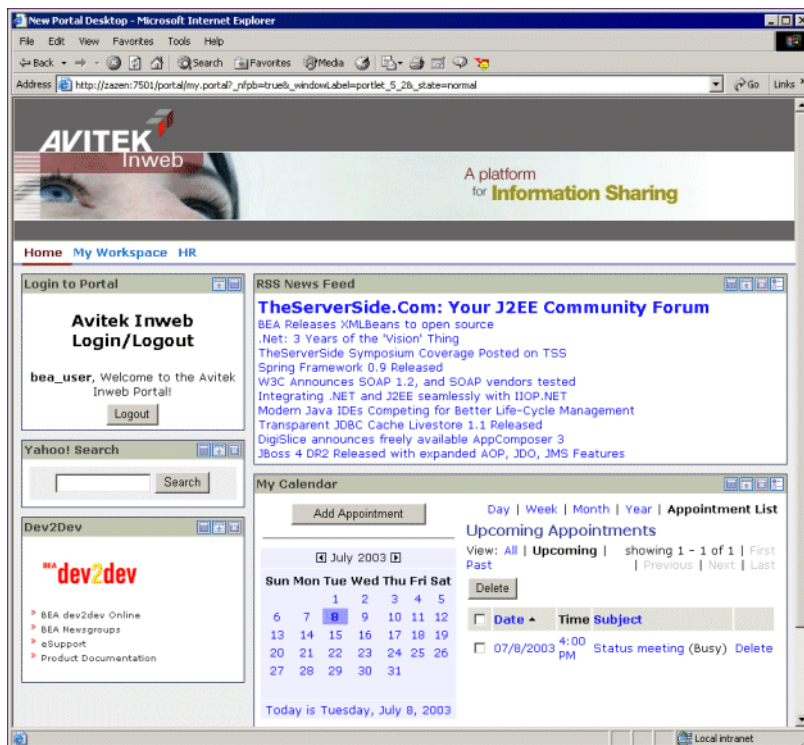 New Portal Desktop - Microsoft Internet Explorer
File Edit View Favorites Tools Help
Back Search Favorites Media
Address http://zazen:7501/portal/my.portal?_nfpb=true&_windowLabel=portlet_5_2&_state=normal Go Links »
AVITEK
Inweb
A platform
for Information Sharing
Home My Workspace HR
Login to Portal
Avitek Inweb
Login/Logout
bea_user, Welcome to the Avitek
Inweb Portal!
Logout
Yahoo! Search
Search
Dev2Dev
BEA dev2dev
BEA dev2dev Online
BEA Newsgroups
eSupport
Product Documentation
RSS News Feed
TheServerSide.Com: Your J2EE Community Forum
BEA Releases XMLBeans to open source
.Net: 3 Years of the 'Vision' Thing
TheServerSide Symposium Coverage Posted on TSS
Spring Framework 0.9 Released
W3C Announces SOAP 1.2, and SOAP vendors tested
Integrating .NET and J2EE seamlessly with IIOP.NET
Modern Java IDEs Competing for Better Life-Cycle Management
Transparent JDBC Cache Livestore 1.1 Released
DigiSlice announces freely available AppComposer 3
JBoss 4 DR2 Released with expanded AOP, JDO, JMS Features
My Calendar
Add Appointment
July 2003
Sun Mon Tue Wed Thu Fri Sat
1 2 3 4 5
6 7 8 9 10 11 12
13 14 15 16 17 18 19
20 21 22 23 24 25 26
27 28 29 30 31
Today is Tuesday, July 8, 2003
Day | Week | Month | Year | Appointment List
Upcoming Appointments
View: All | Upcoming | showing 1 - 1 of 1 | First
Past | Previous | Next | Last
Delete
Date Time Subject
07/8/2003 4:00 Status meeting (Busy) Delete
PM
Local intranet